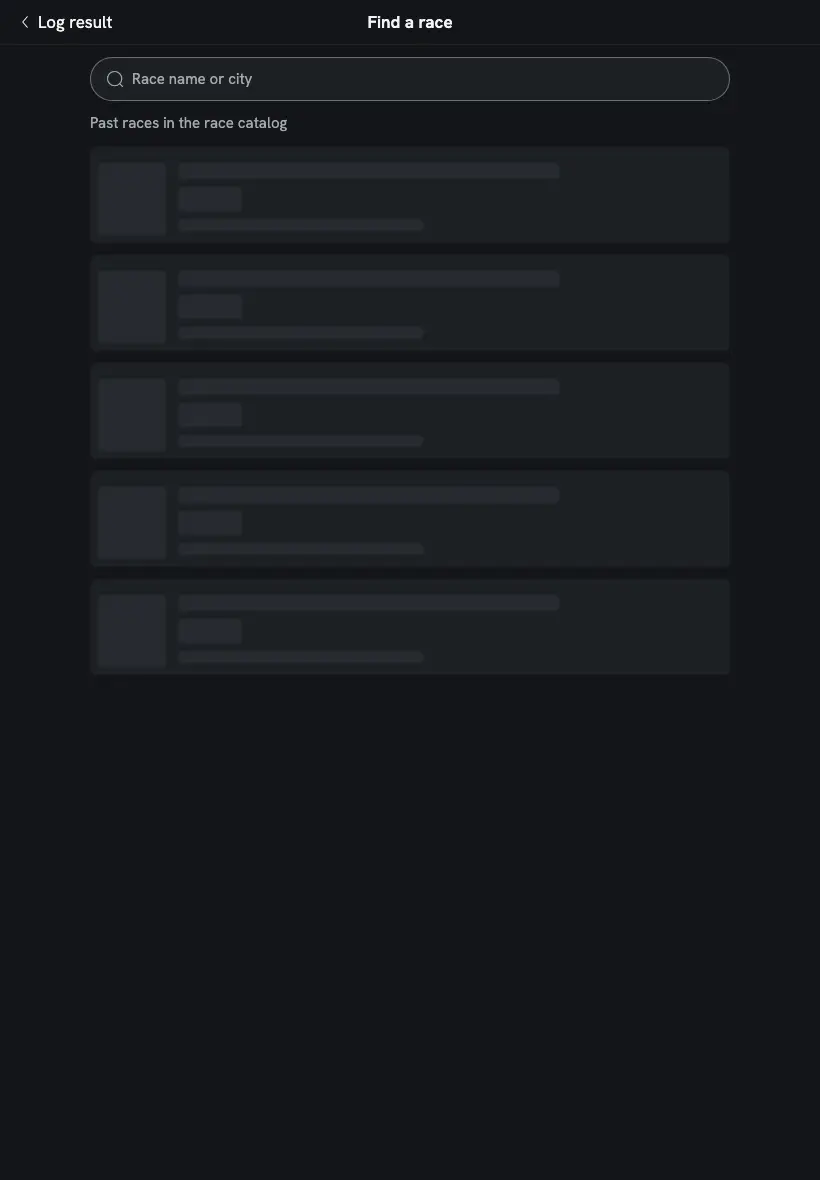 Log result
Find a race
Race name or city
Past races in the race catalog